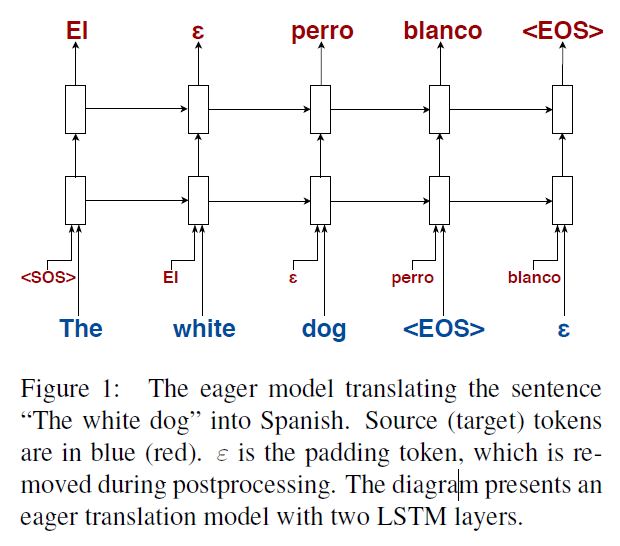 El ε perro blanco <EOS>
<SOS> El ε perro blanco
The white dog <EOS> ε
Figure 1: The eager model translating the sentence
“The white dog” into Spanish. Source (target) tokens
are in blue (red). ε is the padding token, which is re-
moved during postprocessing. The diagram presents an
eager translation model with two LSTM layers.